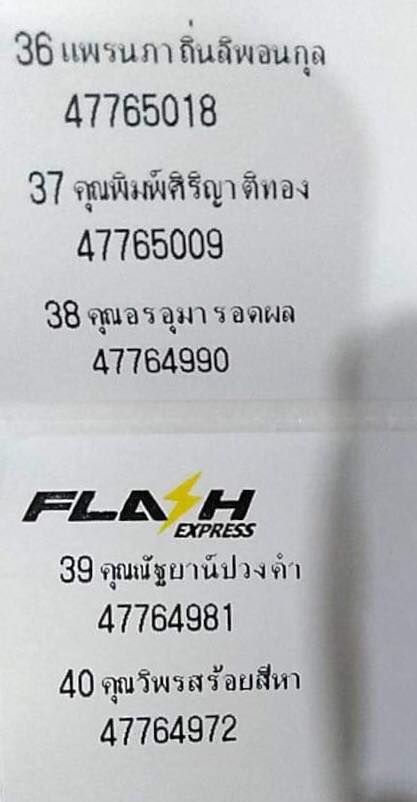 36 แพรนภา ถิ่นลีพอนกุล
47765018
37 คุณพิมพ์ศิริญา ติทอง
47765009
38 คุณอรอุมา รอดผล
47764990
FLASH
EXPRESS
39 คุณณัฐยาน์ปวงคำ
47764981
40 คุณวิพรสร้อยสีหา
47764972